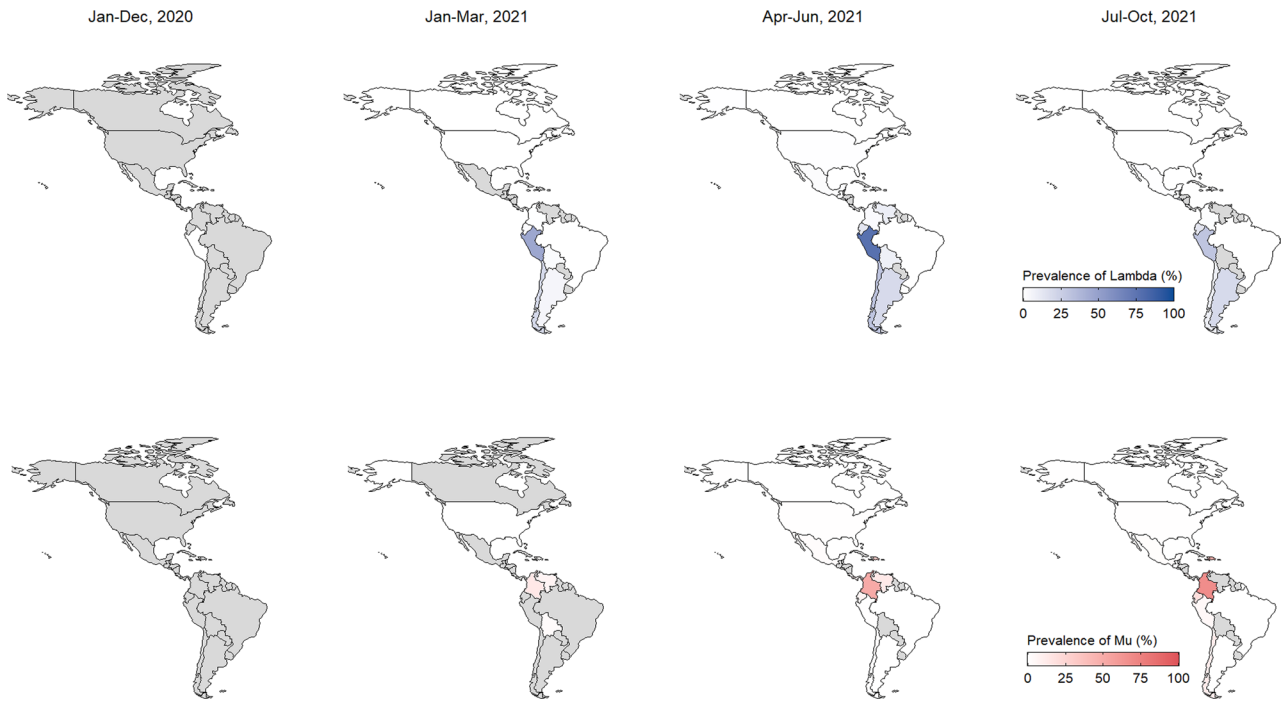 Jan-Dec, 2020
Jan-Mar, 2021
Apr-Jun, 2021
Jul-Oct, 2021
Prevalence of Lambda (%)
0 25 50 75 100
Prevalence of Mu (%)
0 25 50 75 100